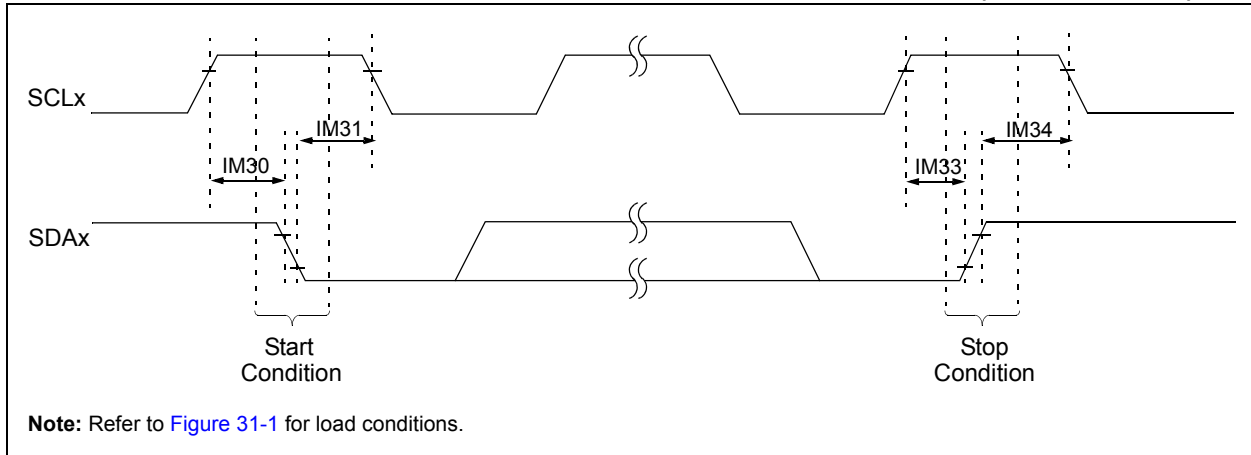 SCLx
IM31
IM34
IM30
IM33
SDAx
Start
Condition
Stop
Condition
Note: Refer to Figure 31-1 for load conditions.